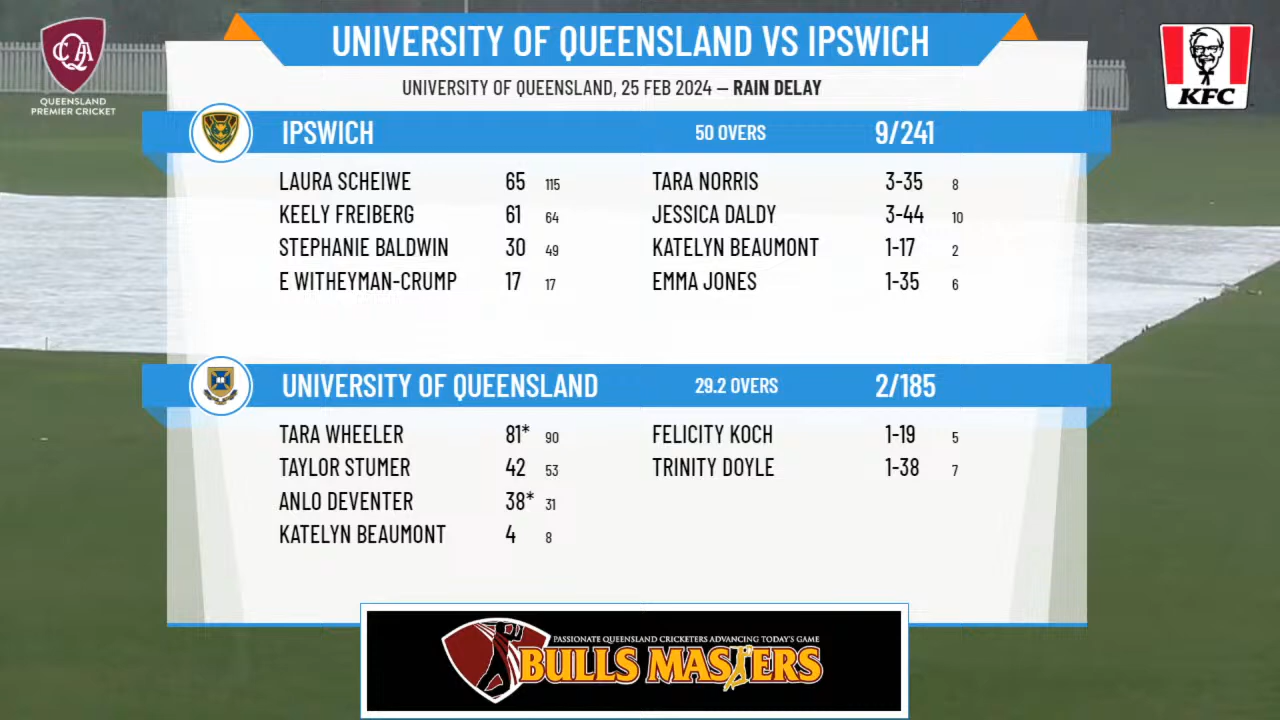 UNIVERSITY OF QUEENSLAND VS IPSWICH
QUEENSLAND
PREMIER CRICKET
KFC
UNIVERSITY OF QUEENSLAND, 25 FEB 2024 – RAIN DELAY
IPSWICH 50 OVERS 9/241
LAURA SCHEIWE 65 115 TARA NORRIS 3-35 8
KEELY FREIBERG 61 64 JESSICA DALDY 3-44 10
STEPHANIE BALDWIN 30 49 KATELYN BEAUMONT 1-17 2
E WITHEYMAN-CRUMP 17 17 EMMA JONES 1-35 6
UNIVERSITY OF QUEENSLAND 29.2 OVERS 2/185
TARA WHEELER 81* 90 FELICITY KOCH 1-19 5
TAYLOR STUMER 42 53 TRINITY DOYLE 1-38 7
ANLO DEVENTER 38* 31
KATELYN BEAUMONT 4 8
PASSIONATE QUEENSLAND CRICKETERS ADVANCING TODAY'S GAME
BULLS MASTERS